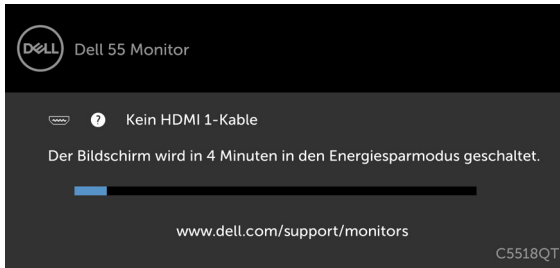 DELL
Dell 55 Monitor
? Kein HDMI 1-Kable
Der Bildschirm wird in 4 Minuten in den Energiesparmodus geschaltet.
www.dell.com/support/monitors
C5518QT